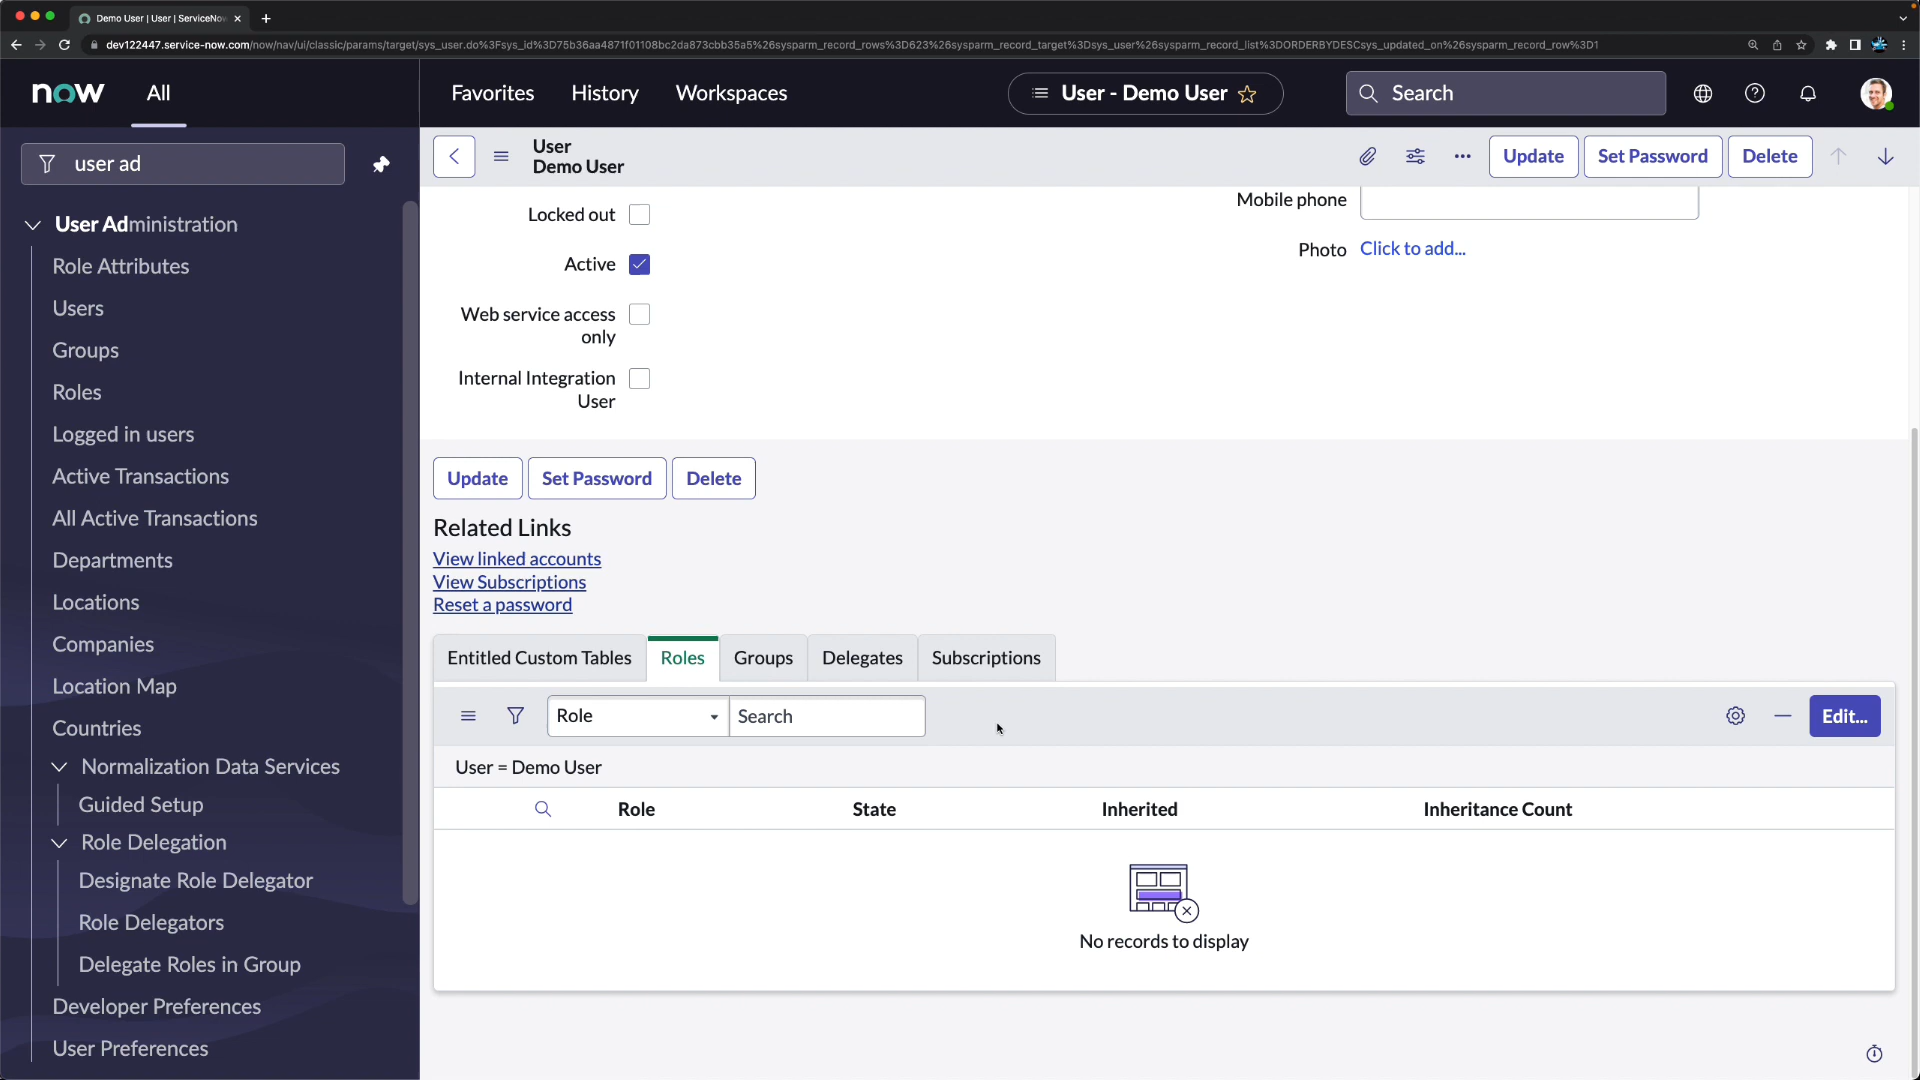 Demo User | User | ServiceNow
dev122447.service-now.com/now/nav/ui/classic/params/target/sys_user.do%3Fsys_id%3D75b36aa4871f01108bc2da873cbb35a5%26sysparm_record_rows%3D623%26sysparm_record_target%3Dsys_user%26sysparm_record_list%3DORDERBYDESCsys_updated_on%26sysparm_record_row%3D1
now
All
Favorites
History
Workspaces
User - Demo User
Search
user ad
User
Demo User
Update
Set Password
Delete
User Administration
Role Attributes
Users
Groups
Roles
Logged in users
Active Transactions
All Active Transactions
Departments
Locations
Companies
Location Map
Countries
Normalization Data Services
Guided Setup
Role Delegation
Designate Role Delegator
Role Delegators
Delegate Roles in Group
Developer Preferences
User Preferences
Locked out
Active
Web service access
only
Internal Integration
User
Mobile phone
Photo
Click to add...
Update
Set Password
Delete
Related Links
View linked accounts
View Subscriptions
Reset a password
Entitled Custom Tables
Roles
Groups
Delegates
Subscriptions
Role
Search
Edit...
User = Demo User
Role
State
Inherited
Inheritance Count
No records to display